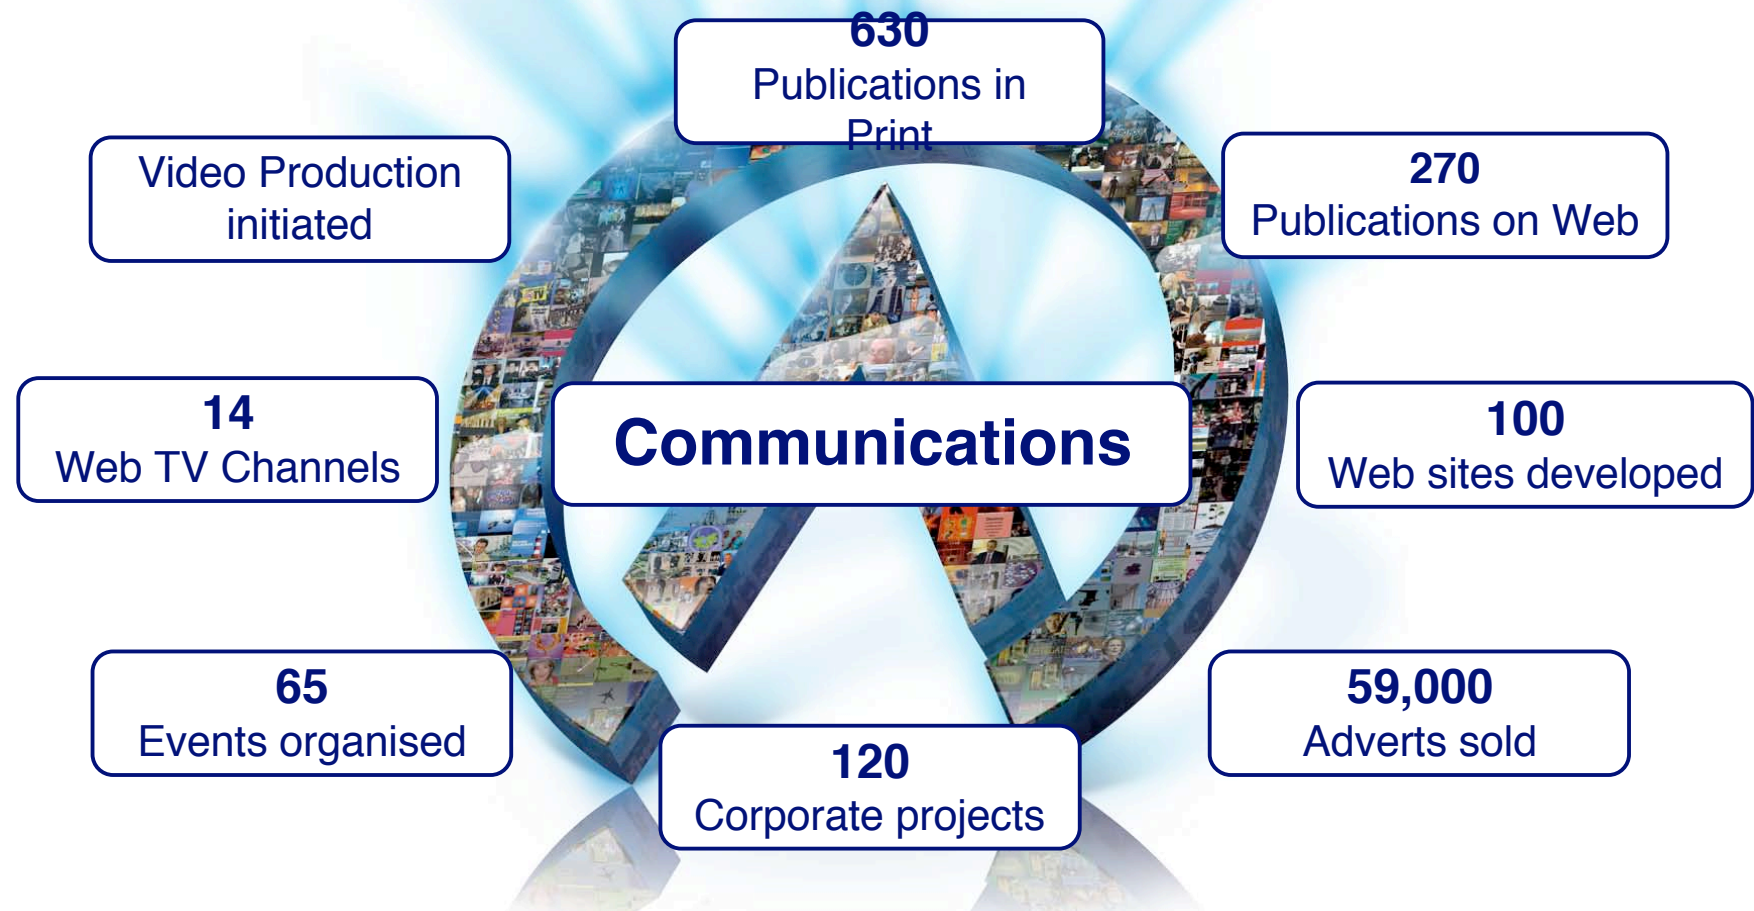 630
Publications in
Print
Video Production
initiated
270
Publications on Web
14
Web TV Channels
Communications
100
Web sites developed
65
Events organised
59,000
Adverts sold
120
Corporate projects